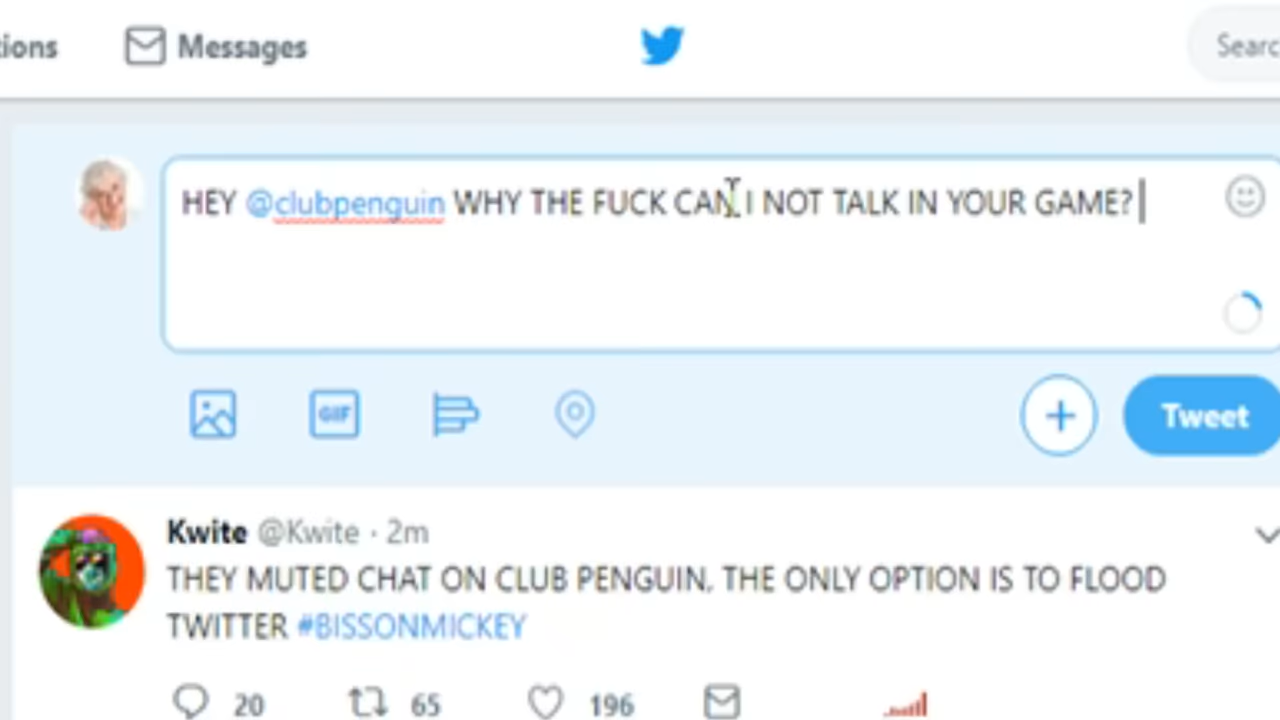 tions Messages Searc
HEY @clubpenguin WHY THE FUCK CAN I NOT TALK IN YOUR GAME?
GIF Tweet
Kwite @Kwite · 2m
THEY MUTED CHAT ON CLUB PENGUIN, THE ONLY OPTION IS TO FLOOD
TWITTER #BISSONMICKEY
20 65 196